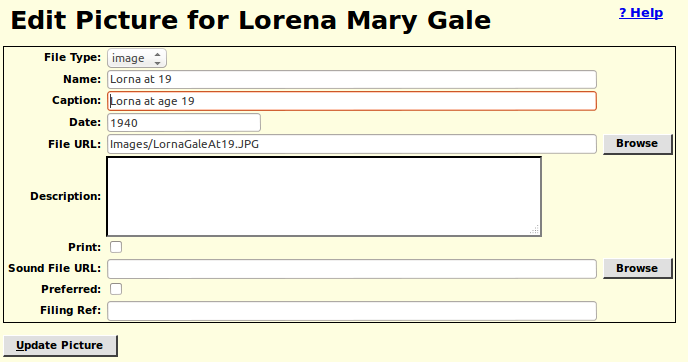 Edit Picture for Lorena Mary Gale
? Help
File Type: image
Name: Lorna at 19
Caption: Lorna at age 19
Date: 1940
File URL: Images/LornaGaleAt19.JPG Browse
Description:
Print:
Sound File URL: Browse
Preferred:
Filing Ref:
Update Picture